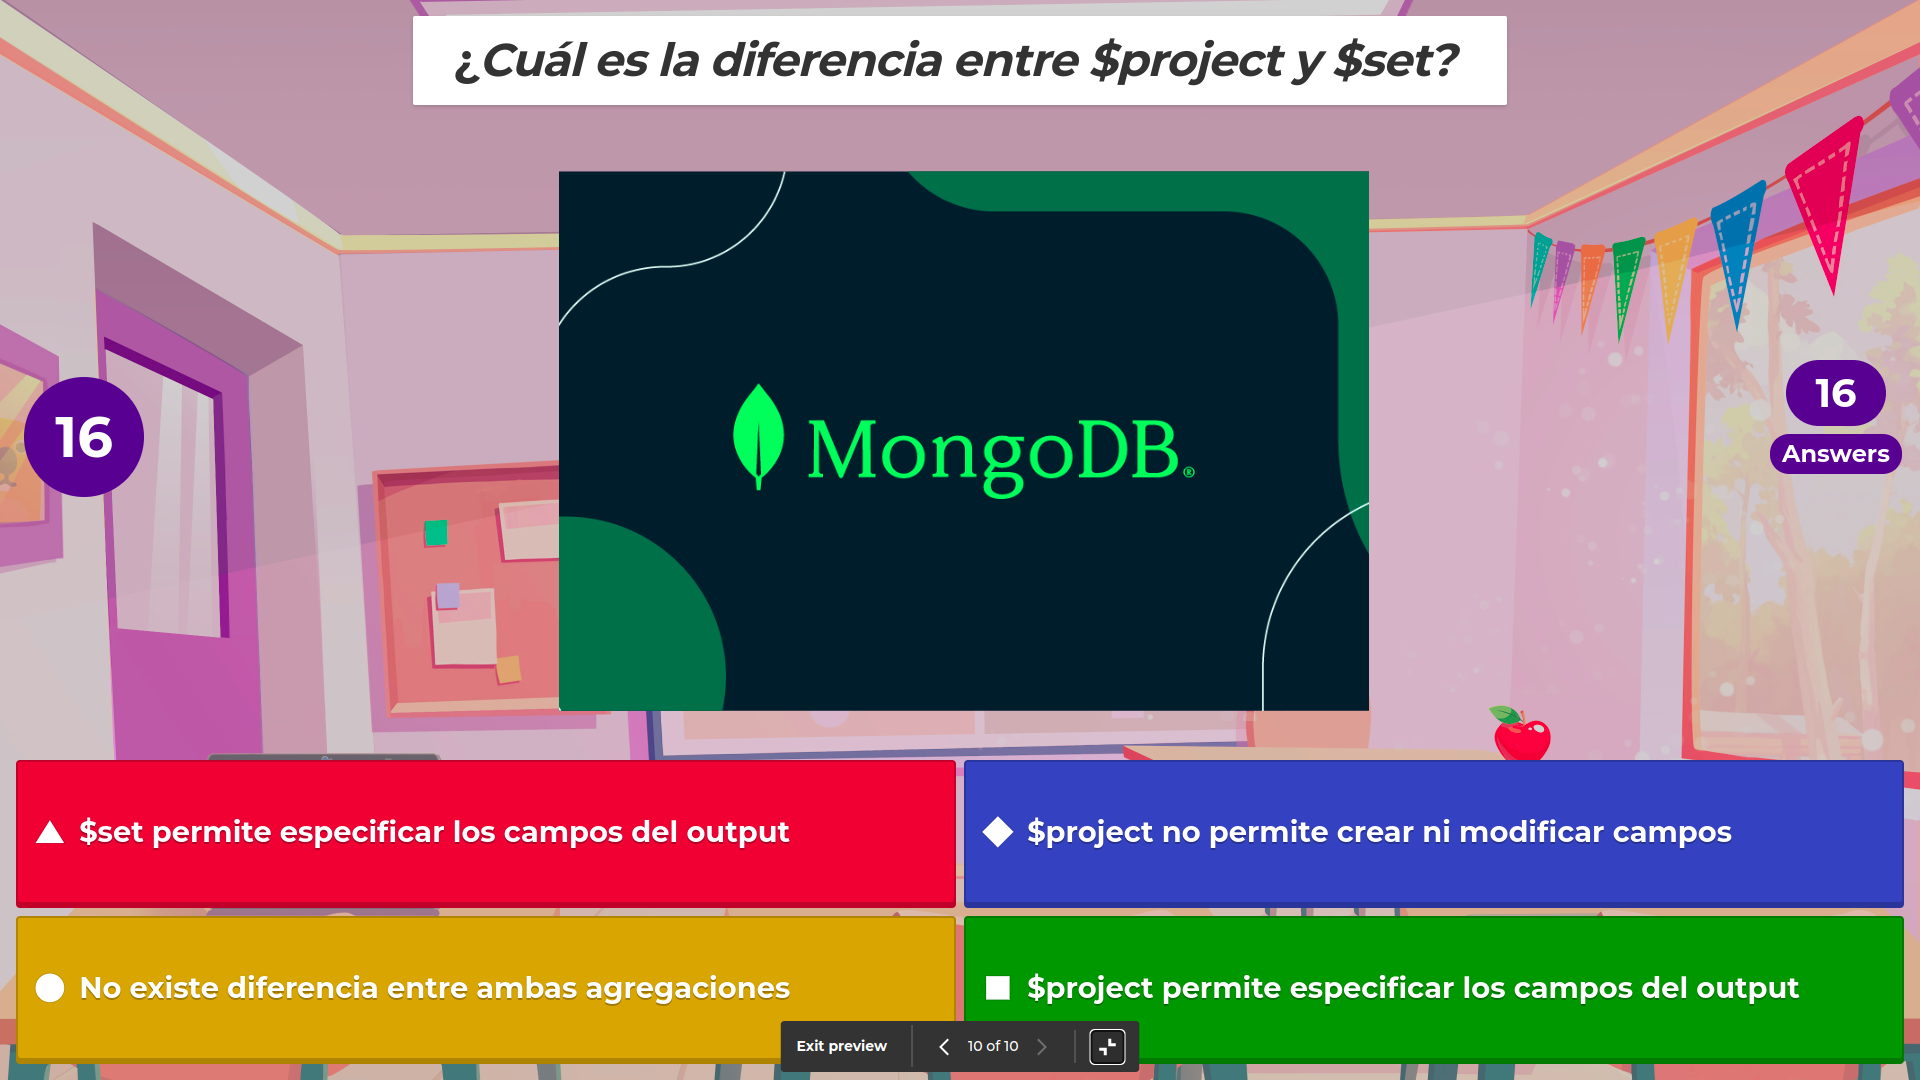 ¿Cuál es la diferencia entre $project y $set?
MongoDB®
16
16
Answers
$set permite especificar los campos del output
$project no permite crear ni modificar campos
No existe diferencia entre ambas agregaciones
$project permite especificar los campos del output
Exit preview
10 of 10